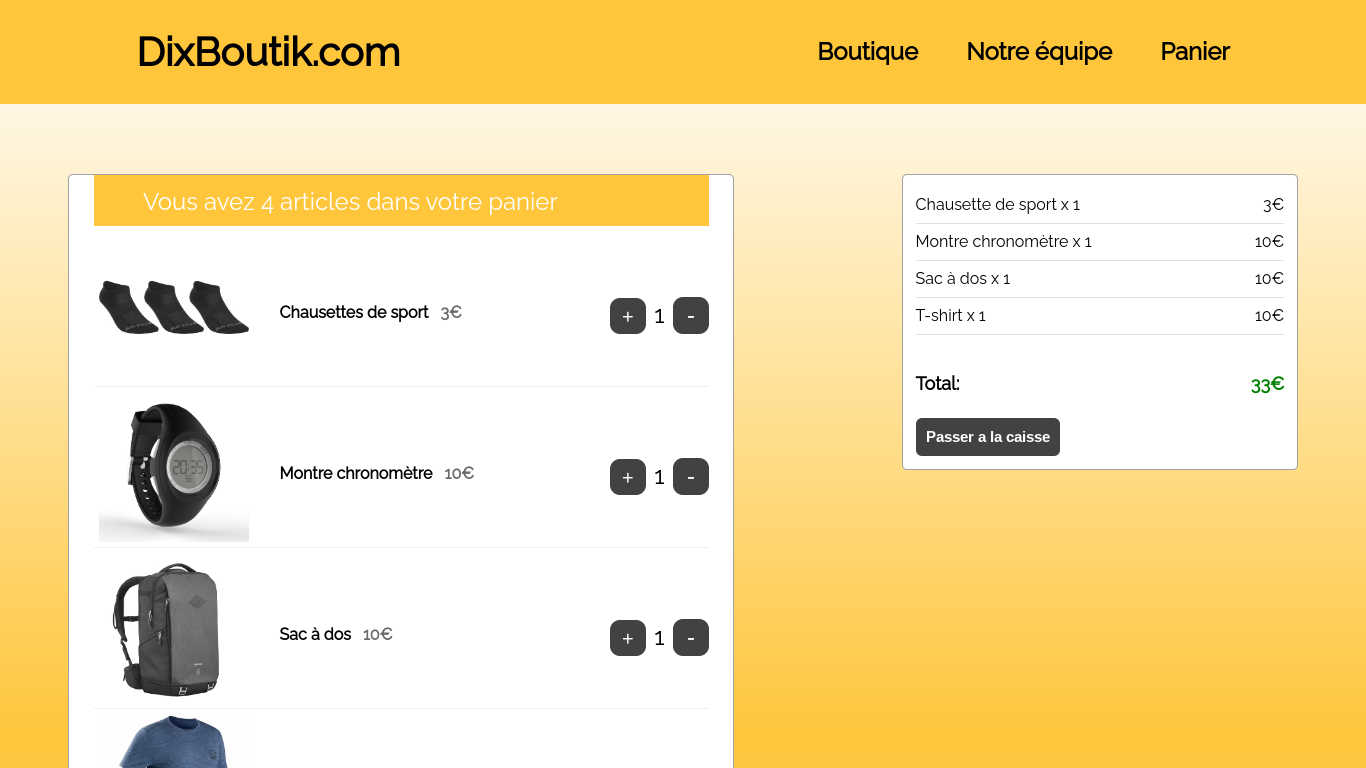 DixBoutik.com
Boutique
Notre équipe
Panier
Vous avez 4 articles dans votre panier
Chausettes de sport 3€
+ 1 -
Montre chronomètre 10€
+ 1 -
Sac à dos 10€
+ 1 -
Chausette de sport x 1 3€
Montre chronomètre x 1 10€
Sac à dos x 1 10€
T-shirt x 1 10€
Total: 33€
Passer a la caisse
20:35